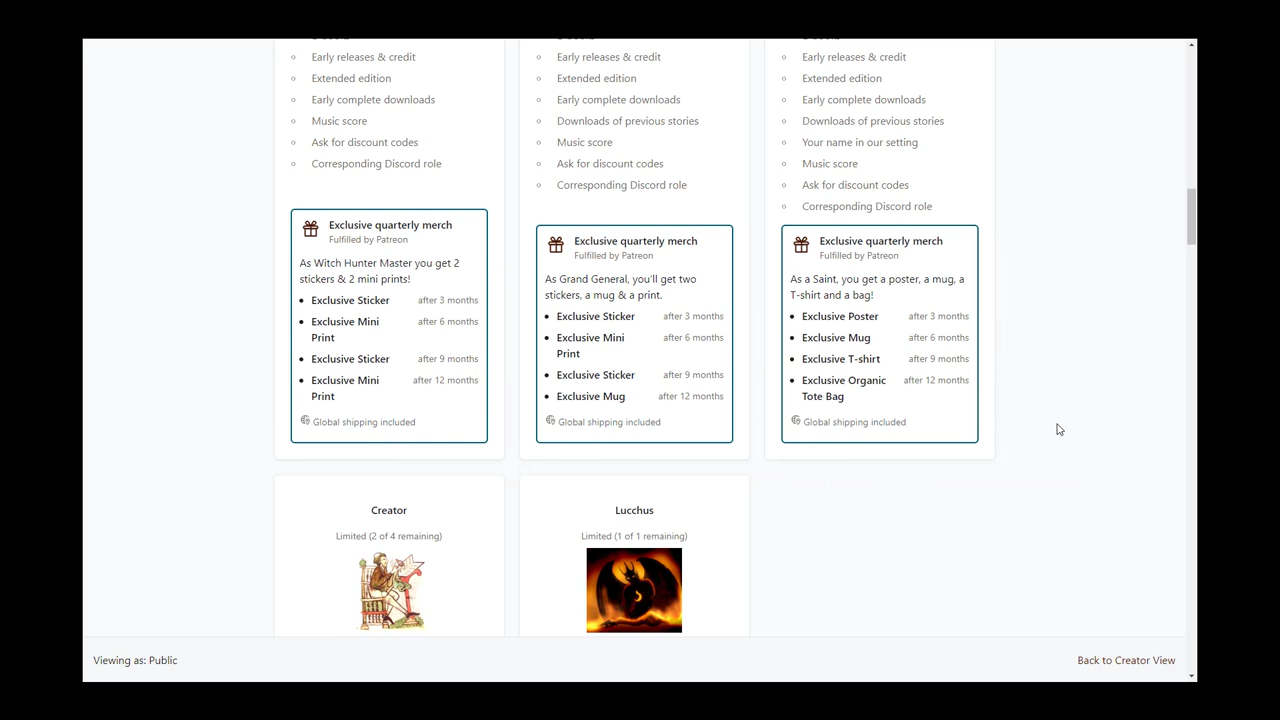 Early releases & credit
Extended edition
Early complete downloads
Music score
Ask for discount codes
Corresponding Discord role
Exclusive quarterly merch
Fulfilled by Patreon
As Witch Hunter Master you get 2
stickers & 2 mini prints!
Exclusive Sticker after 3 months
Exclusive Mini after 6 months
Print
Exclusive Sticker after 9 months
Exclusive Mini after 12 months
Print
Global shipping included
Early releases & credit
Extended edition
Early complete downloads
Downloads of previous stories
Music score
Ask for discount codes
Corresponding Discord role
Exclusive quarterly merch
Fulfilled by Patreon
As Grand General, you'll get two
stickers, a mug & a print.
Exclusive Sticker after 3 months
Exclusive Mini after 6 months
Print
Exclusive Sticker after 9 months
Exclusive Mug after 12 months
Global shipping included
Early releases & credit
Extended edition
Early complete downloads
Downloads of previous stories
Your name in our setting
Music score
Ask for discount codes
Corresponding Discord role
Exclusive quarterly merch
Fulfilled by Patreon
As a Saint, you get a poster, a mug, a
T-shirt and a bag!
Exclusive Poster after 3 months
Exclusive Mug after 6 months
Exclusive T-shirt after 9 months
Exclusive Organic after 12 months
Tote Bag
Global shipping included
Creator
Limited (2 of 4 remaining)
Lucchus
Limited (1 of 1 remaining)
Viewing as: Public
Back to Creator View